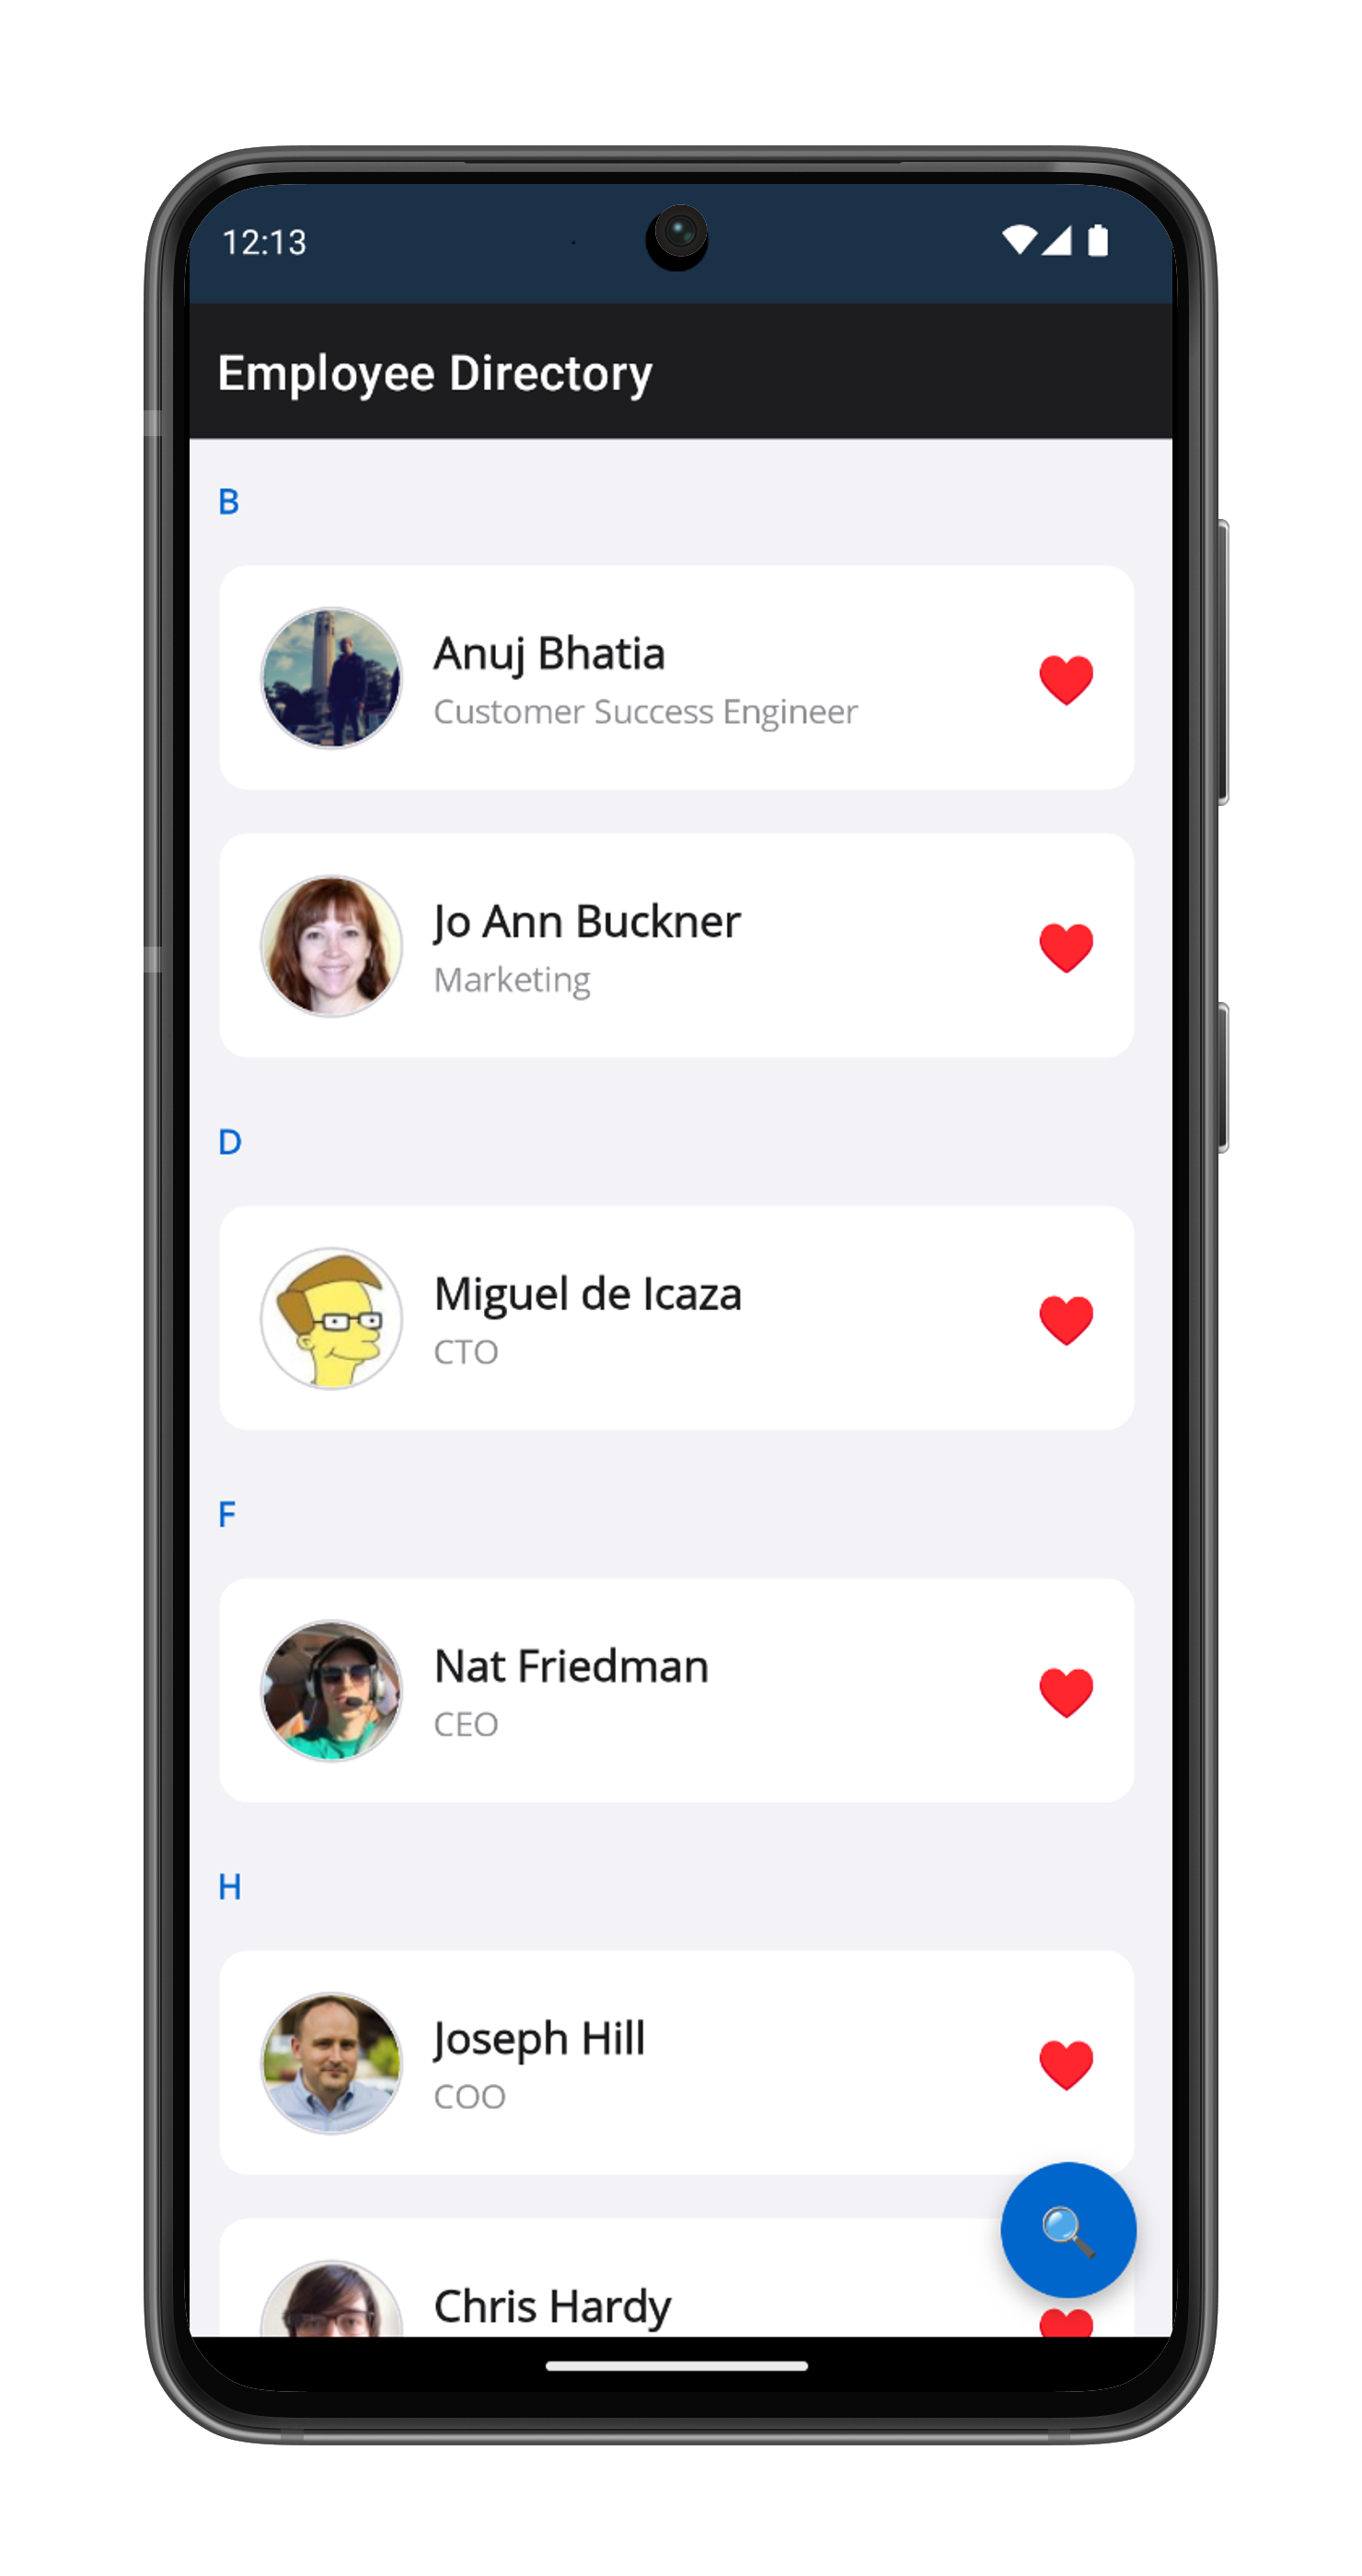 12:13
Employee Directory
B
Anuj Bhatia
Customer Success Engineer
Jo Ann Buckner
Marketing
D
Miguel de Icaza
CTO
F
Nat Friedman
CEO
H
Joseph Hill
COO
Chris Hardy